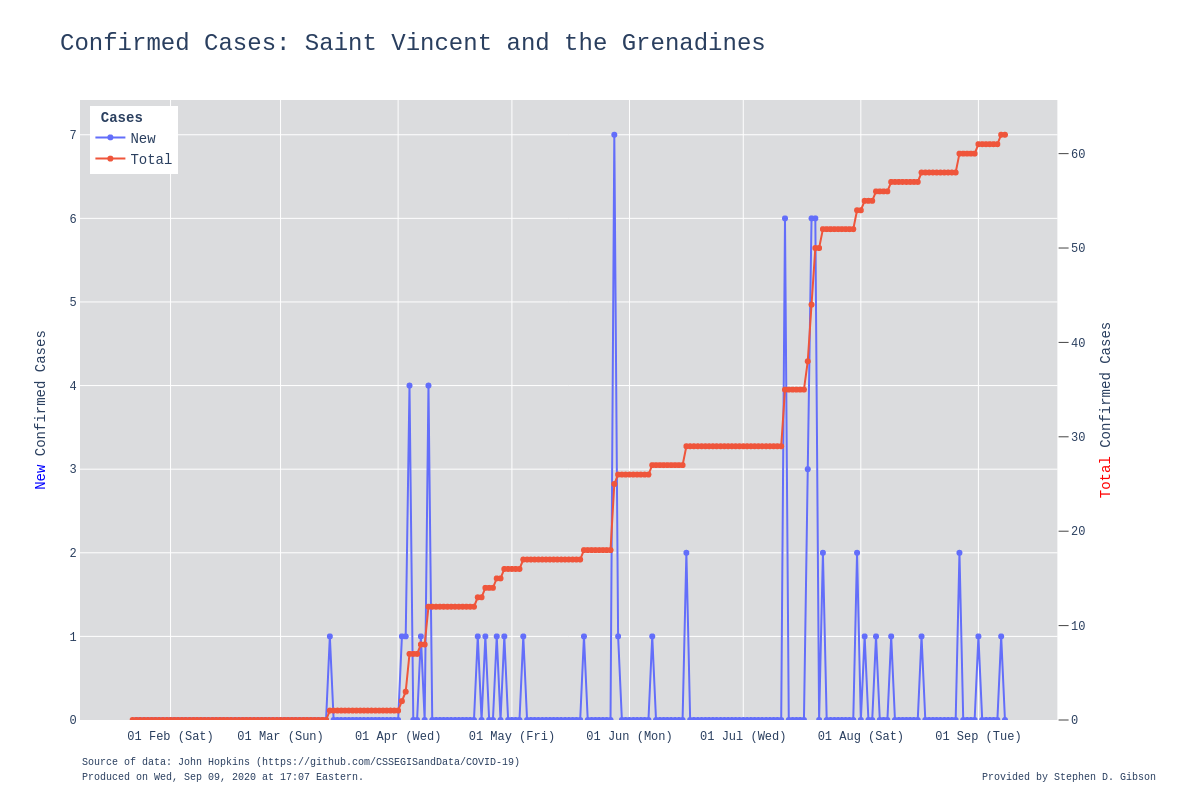 Confirmed Cases: Saint Vincent and the Grenadines
Cases
New
Total
7
6
5
4
3
2
1
0
New Confirmed Cases
60
50
40
30
20
10
0
Total Confirmed Cases
01 Feb (Sat) 01 Mar (Sun) 01 Apr (Wed) 01 May (Fri) 01 Jun (Mon) 01 Jul (Wed) 01 Aug (Sat) 01 Sep (Tue)
Source of data: John Hopkins (https://github.com/CSSEGISandData/COVID-19)
Produced on Wed, Sep 09, 2020 at 17:07 Eastern.
Provided by Stephen D. Gibson